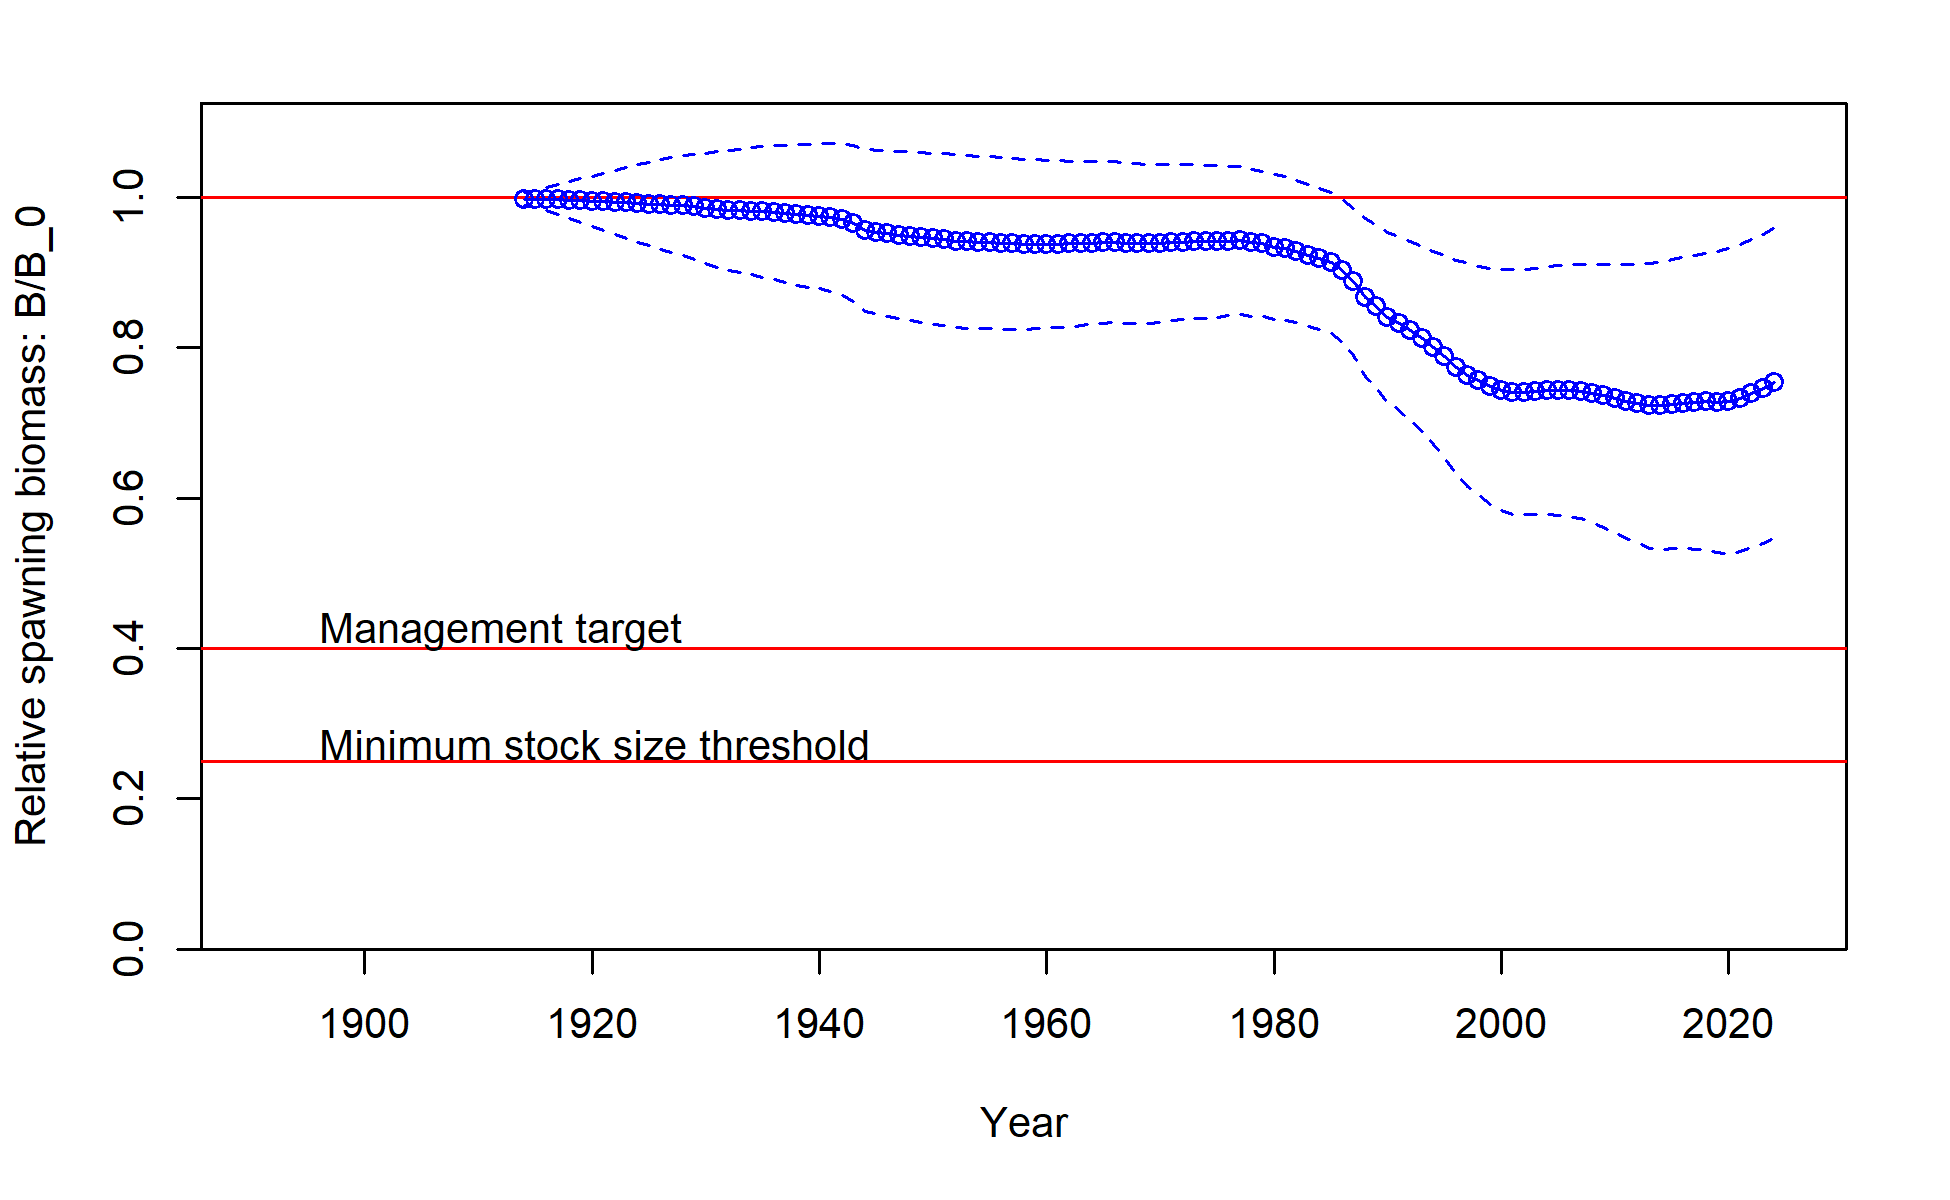 Relative spawning biomass: B/B_0
1.0
0.8
0.6
0.4
0.2
0.0
Management target
Minimum stock size threshold
1900 1920 1940 1960 1980 2000 2020
Year